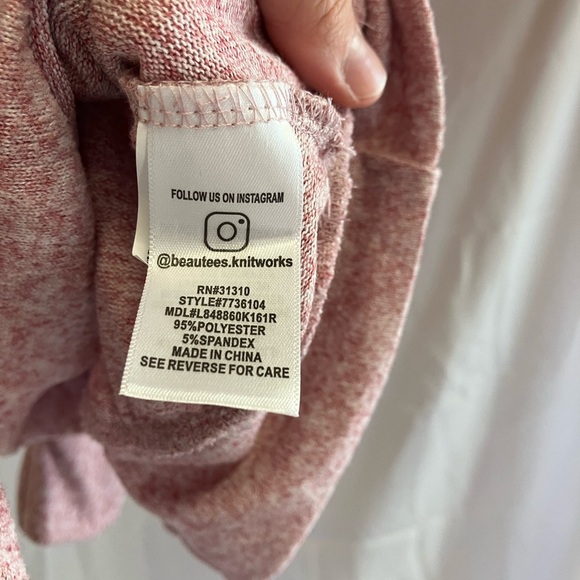 FOLLOW US ON INSTAGRAM
@beautees.knitworks
RN#31310
STYLE#7736104
MDL#L848860K161R
95%POLYESTER
5%SPANDEX
MADE IN CHINA
SEE REVERSE FOR CARE